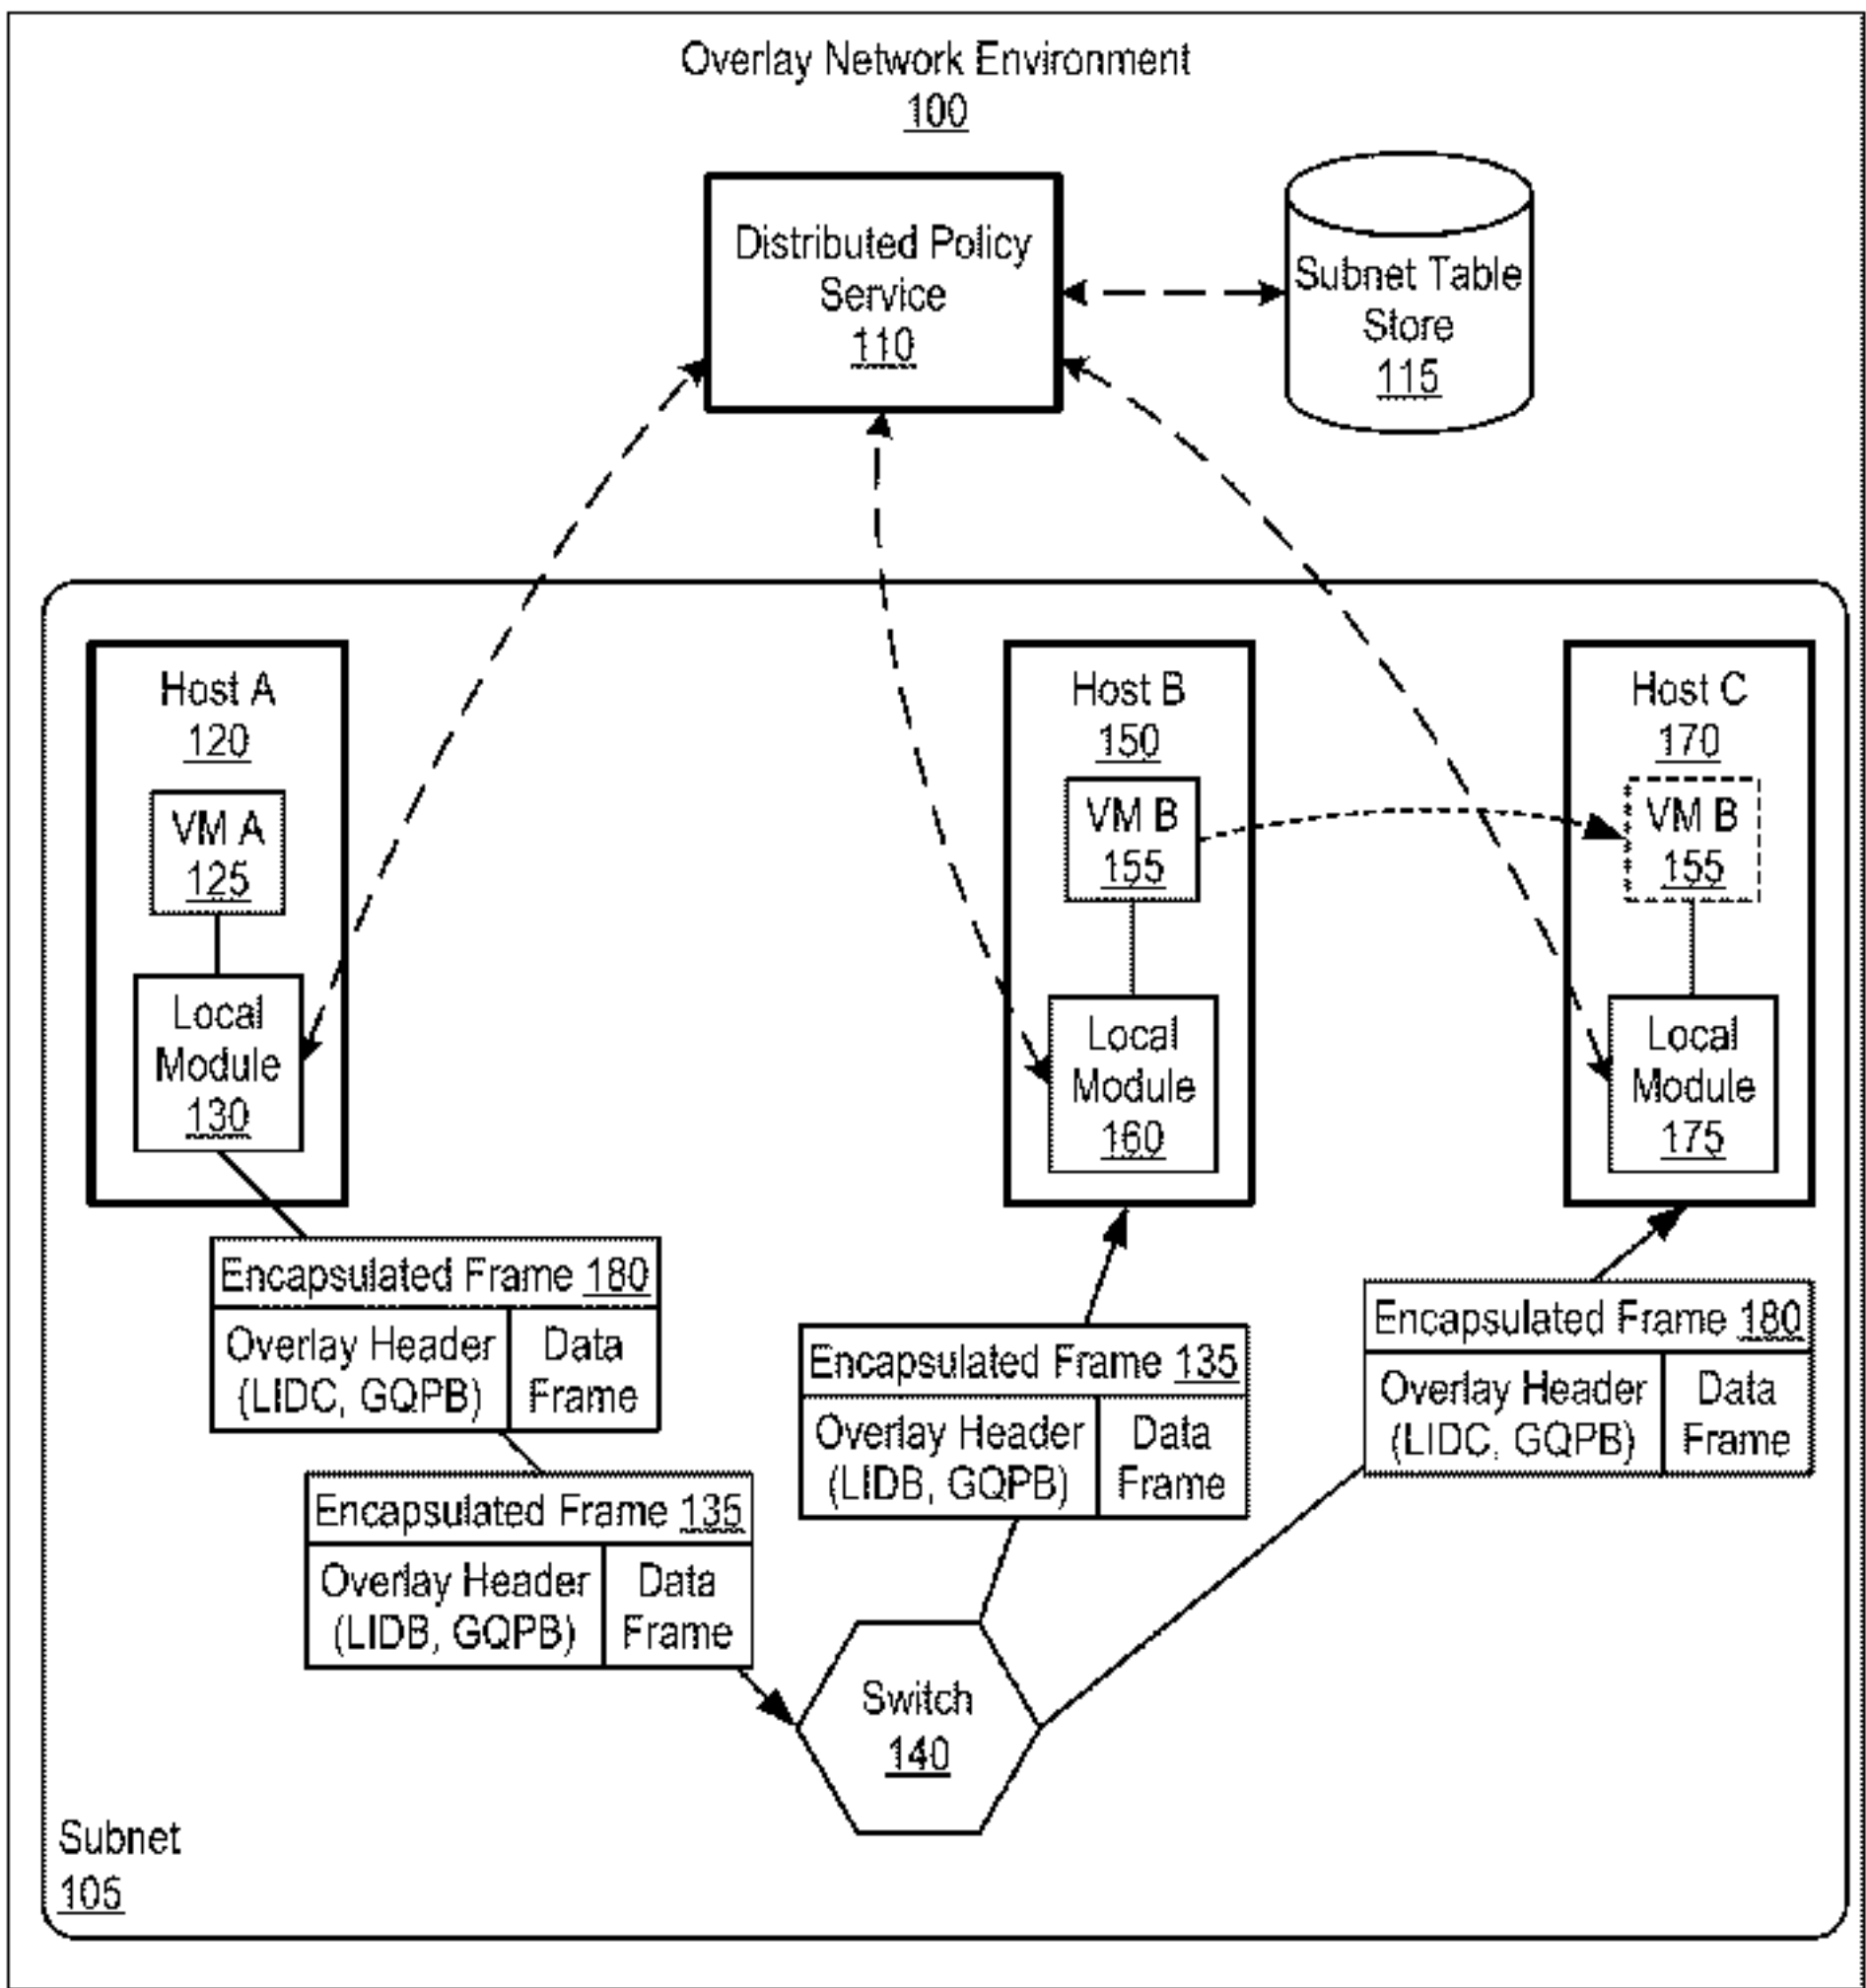 Overlay Network Environment
100
Distributed Policy
Service
110
Subnet Table
Store
115
Host A
120
VM A
125
Local
Module
130
Host B
150
VM B
155
Local
Module
160
Host C
170
VM B
155
Local
Module
175
Encapsulated Frame 180
Overlay Header
(LIDC, GQPB)
Data
Frame
Encapsulated Frame 135
Overlay Header
(LIDB, GQPB)
Data
Frame
Encapsulated Frame 135
Overlay Header
(LIDB, GQPB)
Data
Frame
Encapsulated Frame 180
Overlay Header
(LIDC, GQPB)
Data
Frame
Switch
140
Subnet
105